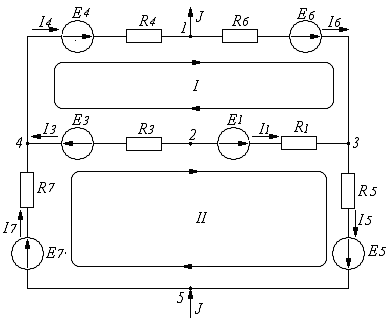 I4 E4 R4 1 J R6 E6 I6
I
4 I3 E3 R3 2 E1 I1 R1 3
R7 R5
I7 II I5
E7 E5
5 J